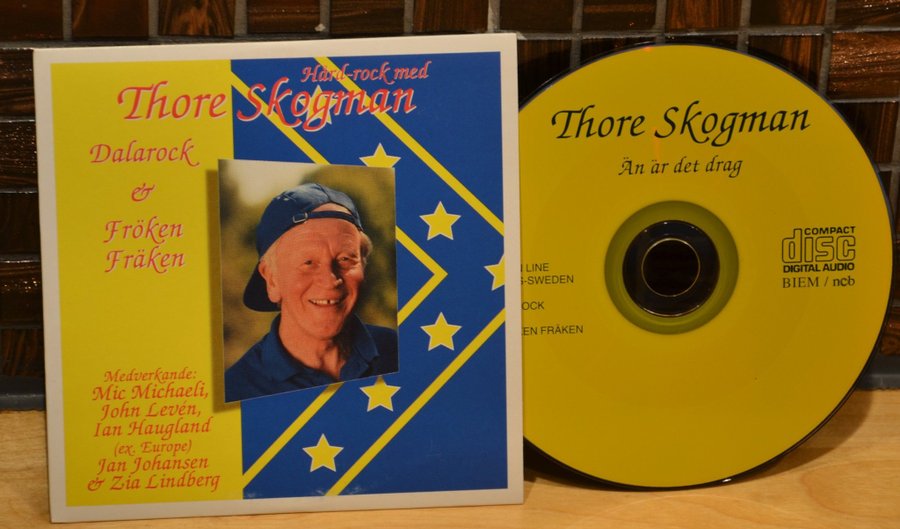 Hård-rock med
Thore Skogman
Dalarock
&
Fröken
Fräken
Medverkande:
Mic Michaeli,
John Levén,
Ian Haugland
(ex. Europe)
Jan Johansen
& Zia Lindberg
Thore Skogman
Än är det drag
COMPACT
disc
DIGITAL AUDIO
BIEM / ncb
LINE
-SWEDEN
OCK
EN FRÄKEN